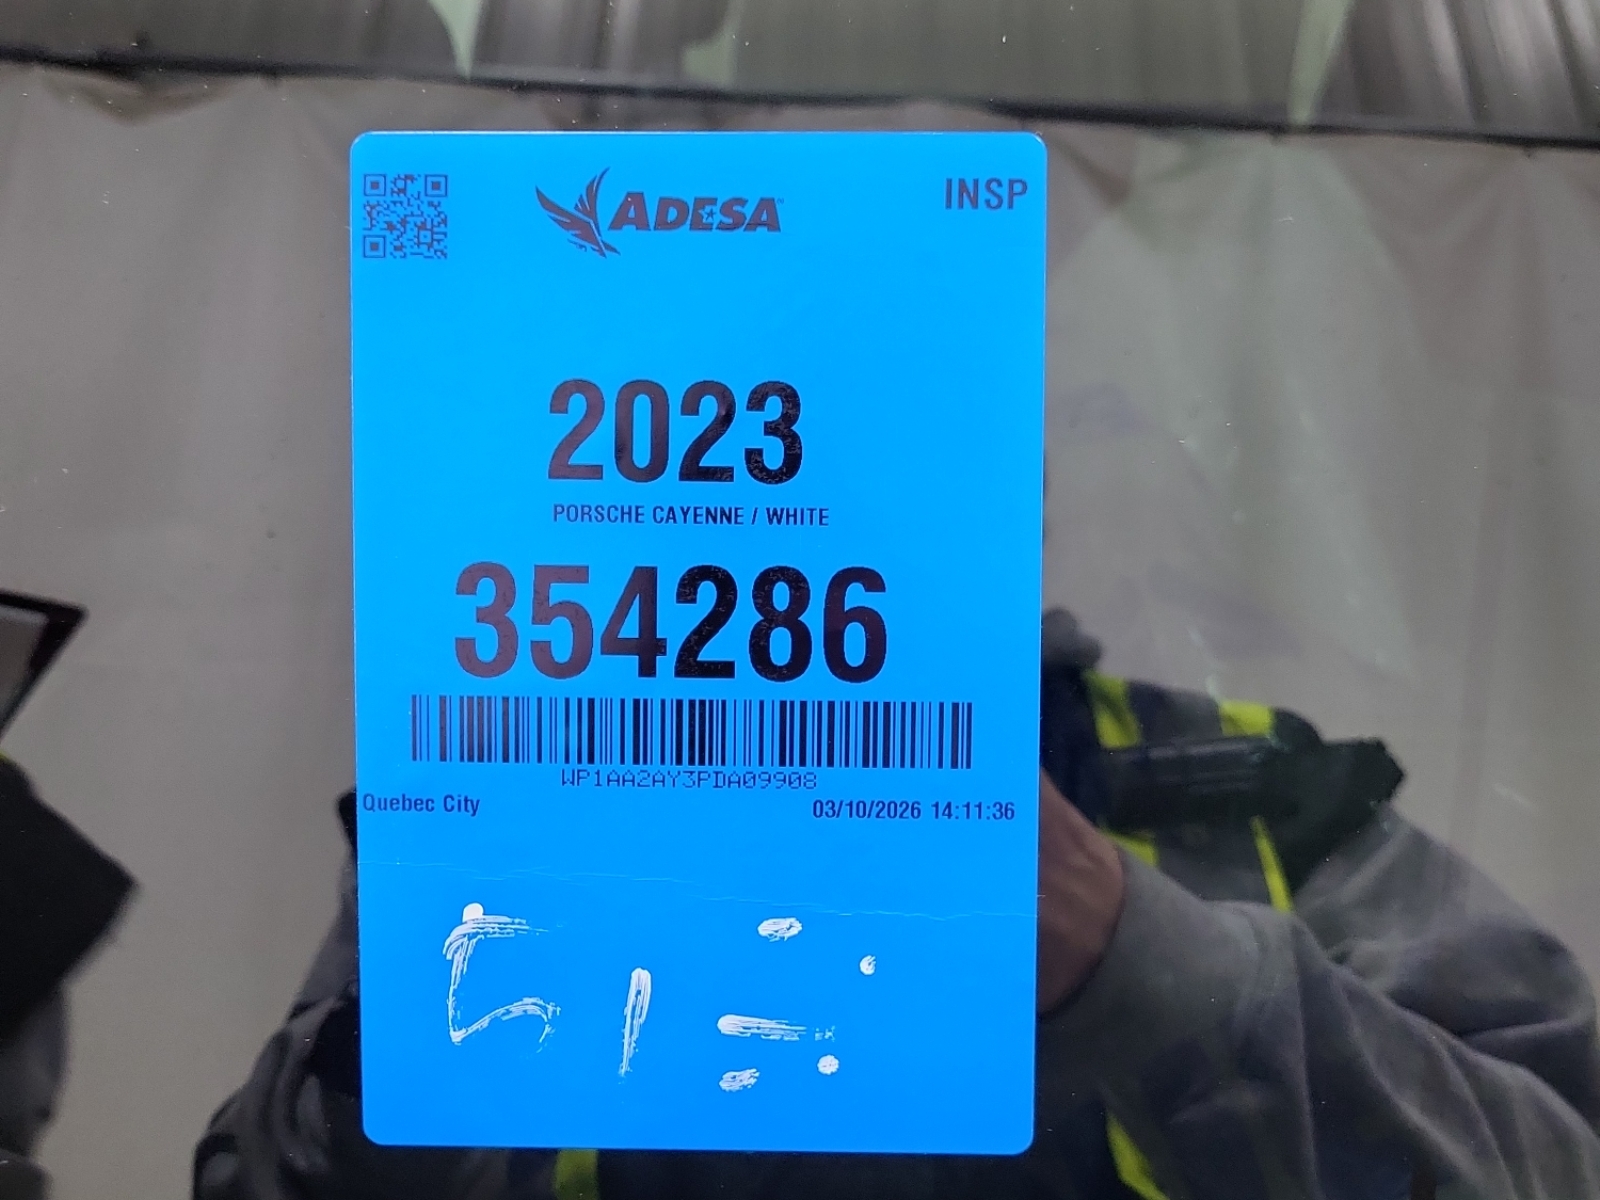 ADESA
INSP
2023
PORSCHE CAYENNE / WHITE
354286
WP1AA2AY3PDA09908
Quebec City
03/10/2026 14:11:36